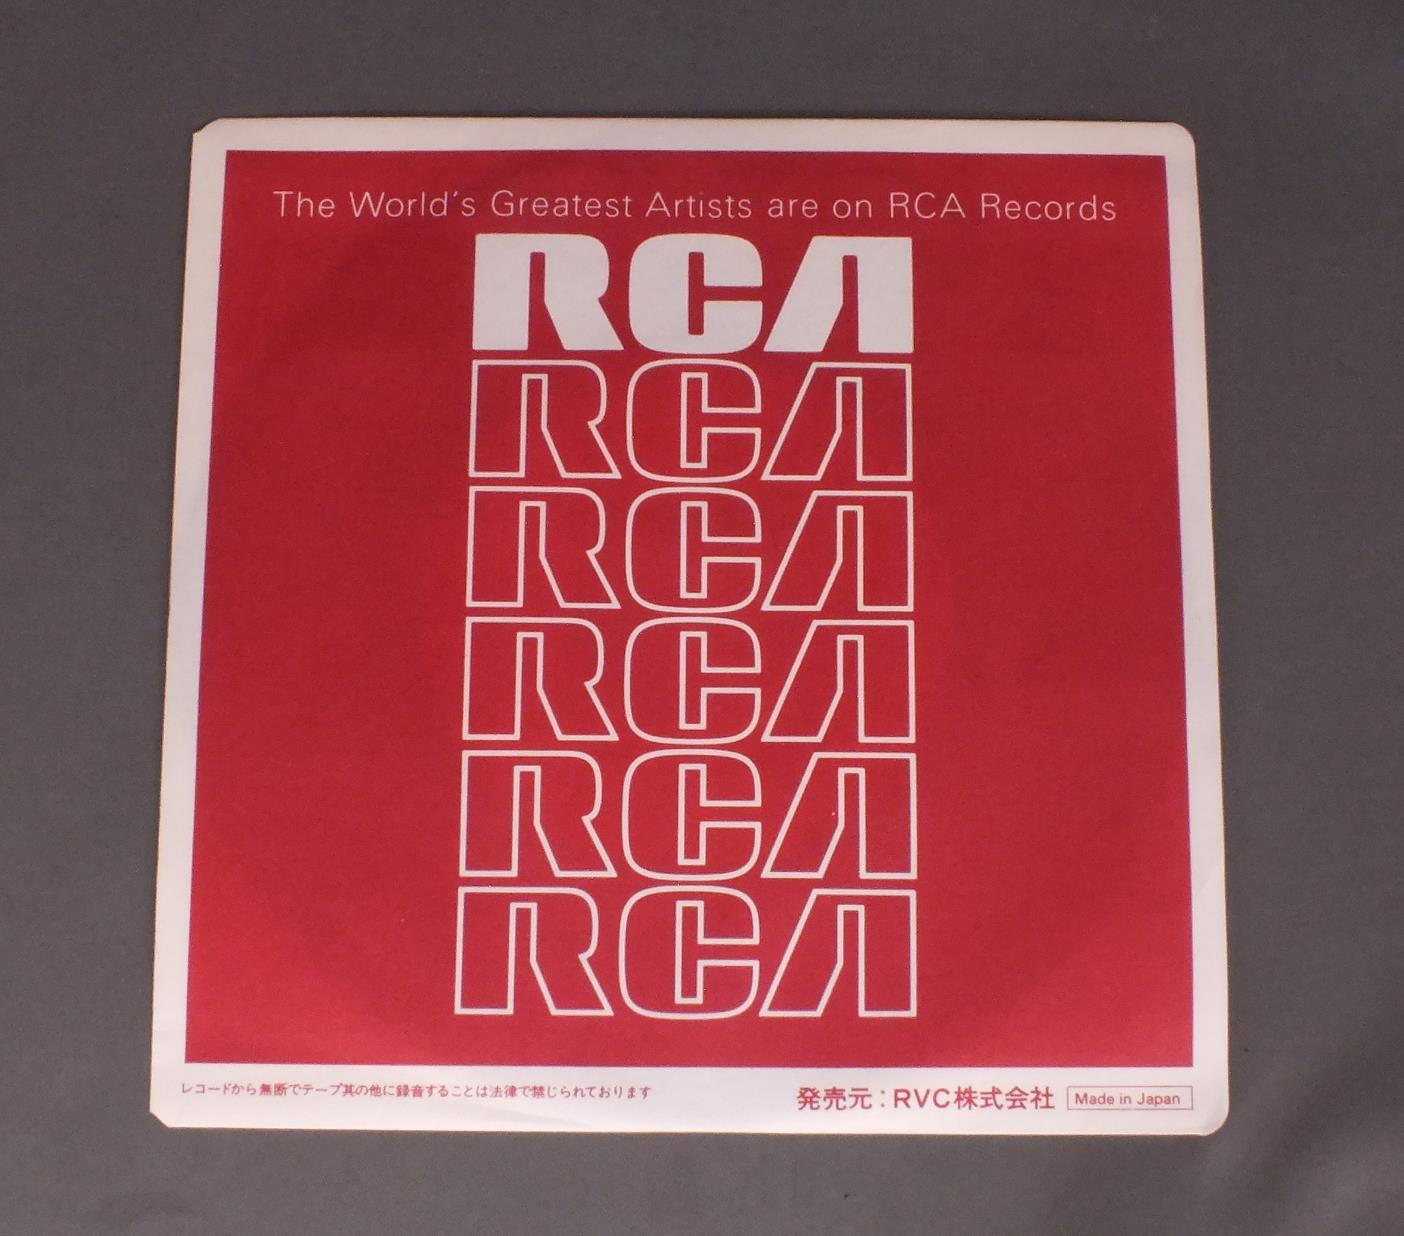 The World's Greatest Artists are on RCA Records
RCA
RCA
RCA
RCA
RCA
RCA
レコードから無断でテープ其の他に録音することは法律で禁じられております
発売元：RVC株式会社 Made in Japan